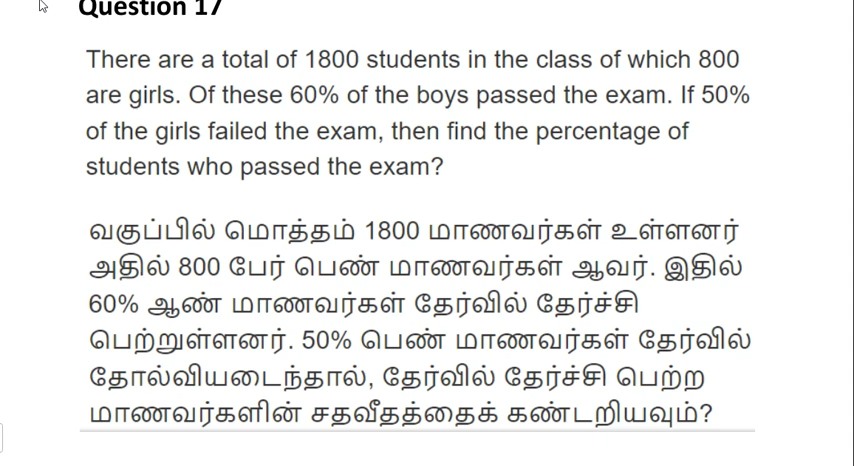 Question 17
There are a total of 1800 students in the class of which 800
are girls. Of these 60% of the boys passed the exam. If 50%
of the girls failed the exam, then find the percentage of
students who passed the exam?
வகுப்பில் மொத்தம் 1800 மாணவர்கள் உள்ளனர்
அதில் 800 பேர் பெண் மாணவர்கள் ஆவர். இதில்
60% ஆண் மாணவர்கள் தேர்வில் தேர்ச்சி
பெற்றுள்ளனர். 50% பெண் மாணவர்கள் தேர்வில்
தோல்வியடைந்தால், தேர்வில் தேர்ச்சி பெற்ற
மாணவர்களின் சதவீதத்தைக் கண்டறியவும்?